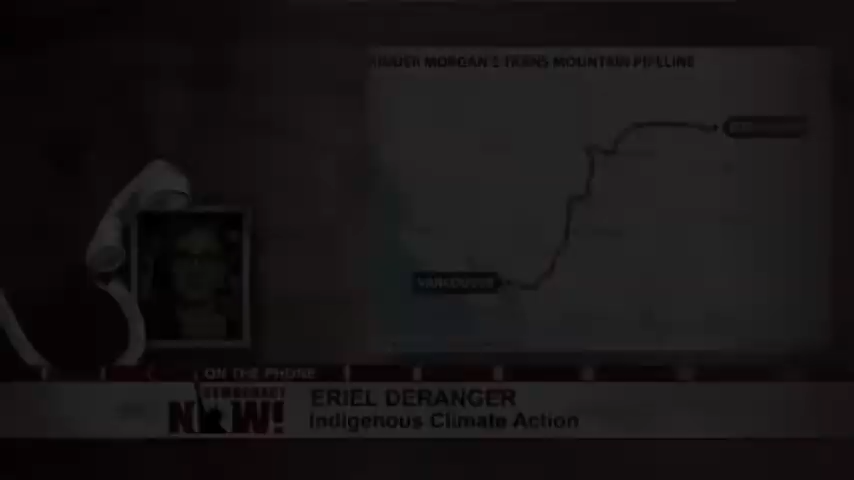 KINDER MORGAN'S TRANS MOUNTAIN PIPELINE
VANCOUVER
ON THE PHONE
DEMOCRACY
NOW!
ERIEL DERANGER
Indigenous Climate Action